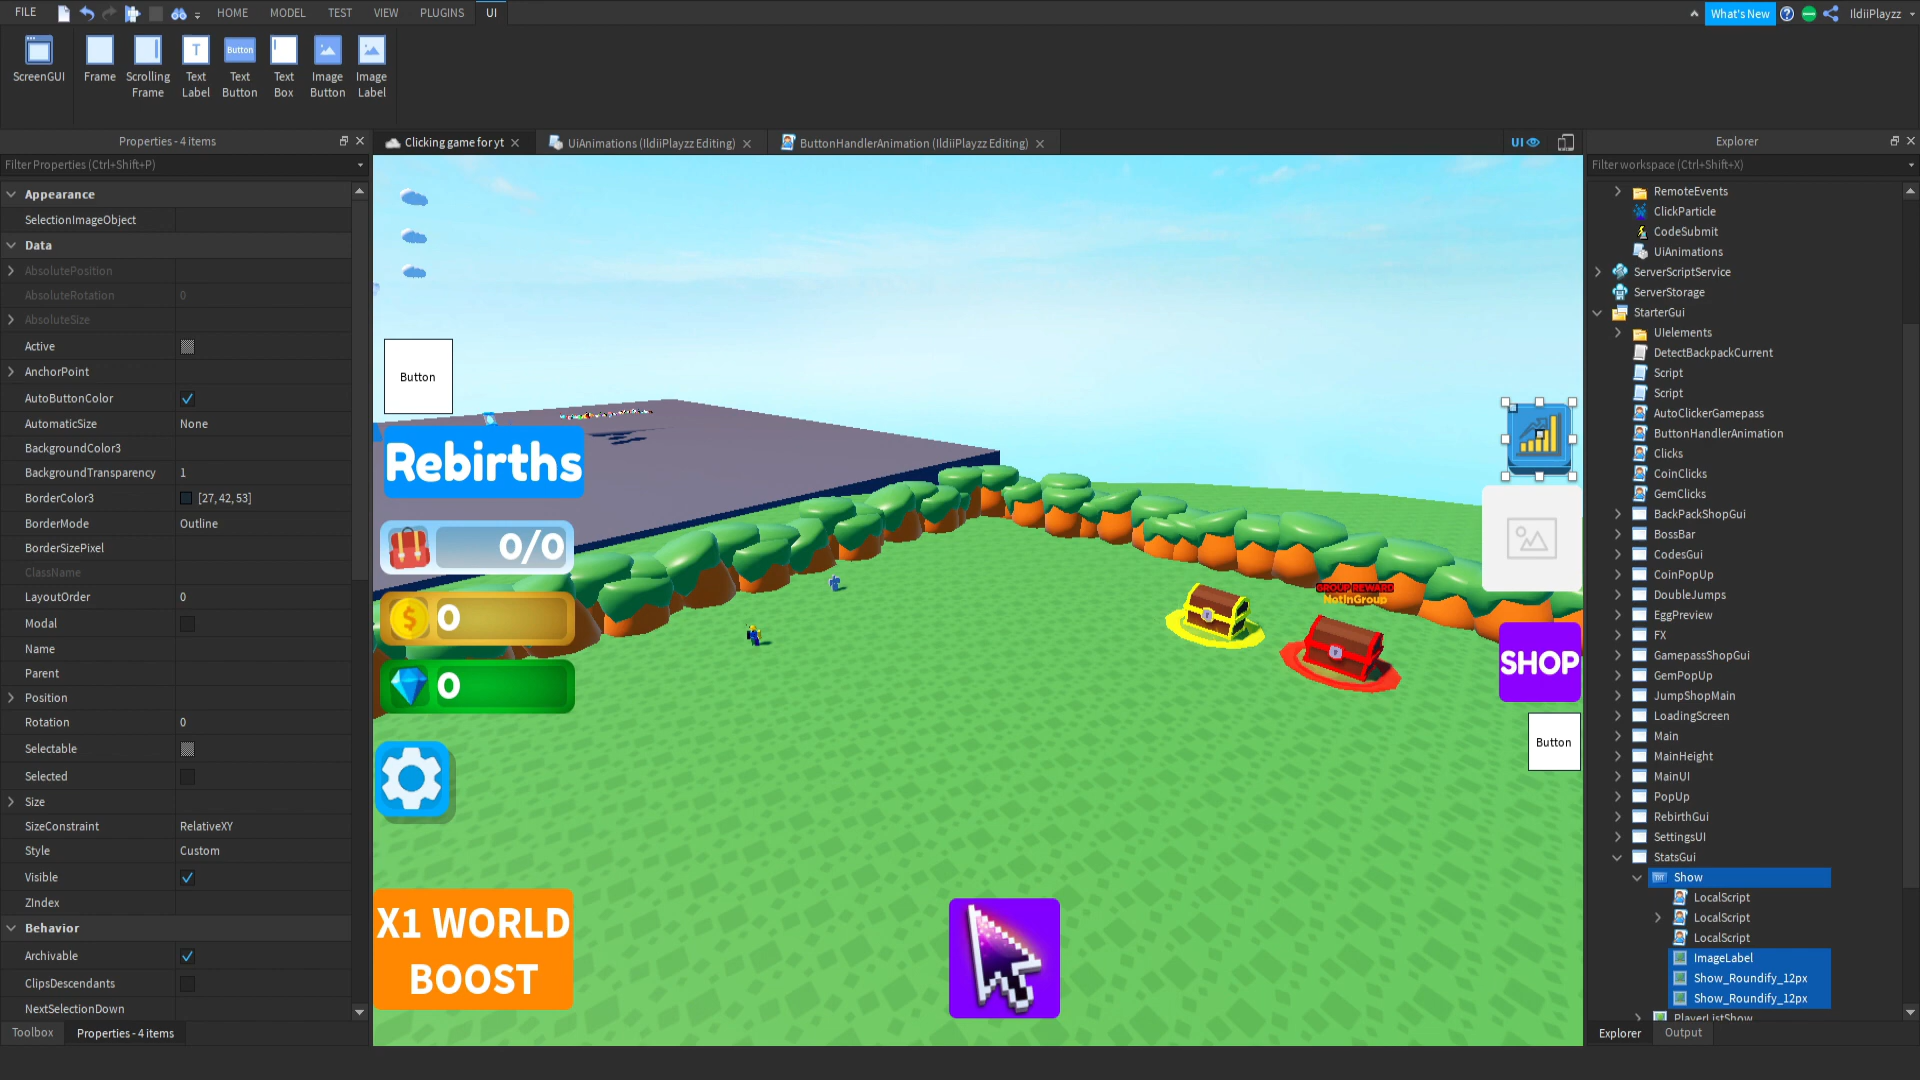 FILE
HOME
MODEL
TEST
VIEW
PLUGINS
UI
What's New
IldiiPlayzz
ScreenGUI
Frame
Scrolling Frame
Text Label
Text Button
Text Box
Image Button
Image Label
Button
Properties - 4 items
Clicking game for yt
UiAnimations (IldiiPlayzz Editing)
ButtonHandlerAnimation (IldiiPlayzz Editing)
UI
Explorer
Filter Properties (Ctrl+Shift+P)
Filter workspace (Ctrl+Shift+X)
Appearance
SelectionImageObject
Data
AbsolutePosition
AbsoluteRotation 0
AbsoluteSize
Active
AnchorPoint
AutoButtonColor
AutomaticSize None
BackgroundColor3
BackgroundTransparency 1
BorderColor3 [27, 42, 53]
BorderMode Outline
BorderSizePixel
ClassName
LayoutOrder 0
Modal
Name
Parent
Position
Rotation 0
Selectable
Selected
Size
SizeConstraint RelativeXY
Style Custom
Visible
ZIndex
Behavior
Archivable
ClipsDescendants
NextSelectionDown
Toolbox
Properties - 4 items
Button
Rebirths
0/0
0
0
X1 WORLD
BOOST
GROUP REWARD
NotInGroup
SHOP
Button
RemoteEvents
ClickParticle
CodeSubmit
UiAnimations
ServerScriptService
ServerStorage
StarterGui
UIelements
DetectBackpackCurrent
Script
Script
AutoClickerGamepass
ButtonHandlerAnimation
Clicks
CoinClicks
GemClicks
BackPackShopGui
BossBar
CodesGui
CoinPopUp
DoubleJumps
EggPreview
FX
GamepassShopGui
GemPopUp
JumpShopMain
LoadingScreen
Main
MainHeight
MainUI
PopUp
RebirthGui
SettingsUI
StatsGui
Show
LocalScript
LocalScript
LocalScript
ImageLabel
Show_Roundify_12px
Show_Roundify_12px
PlayerListShow
Explorer
Output